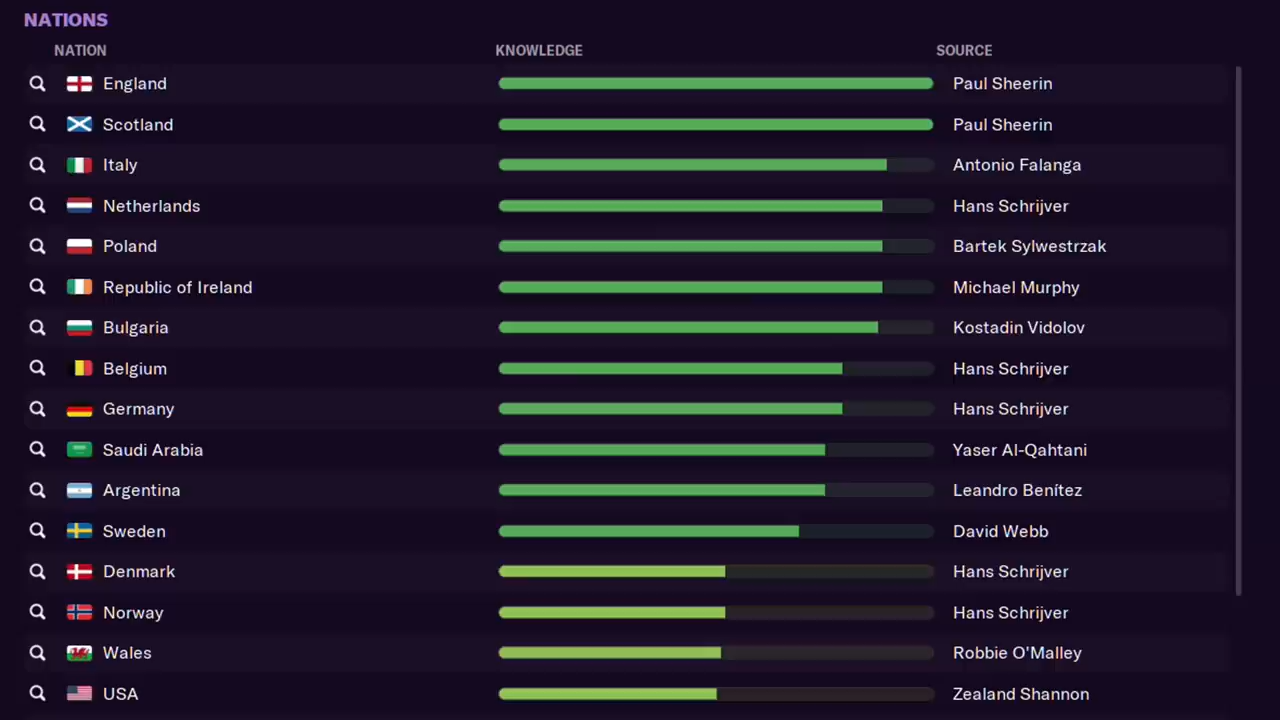 NATIONS
NATION KNOWLEDGE SOURCE
England Paul Sheerin
Scotland Paul Sheerin
Italy Antonio Falanga
Netherlands Hans Schrijver
Poland Bartek Sylwestrzak
Republic of Ireland Michael Murphy
Bulgaria Kostadin Vidolov
Belgium Hans Schrijver
Germany Hans Schrijver
Saudi Arabia Yaser Al-Qahtani
Argentina Leandro Benítez
Sweden David Webb
Denmark Hans Schrijver
Norway Hans Schrijver
Wales Robbie O'Malley
USA Zealand Shannon